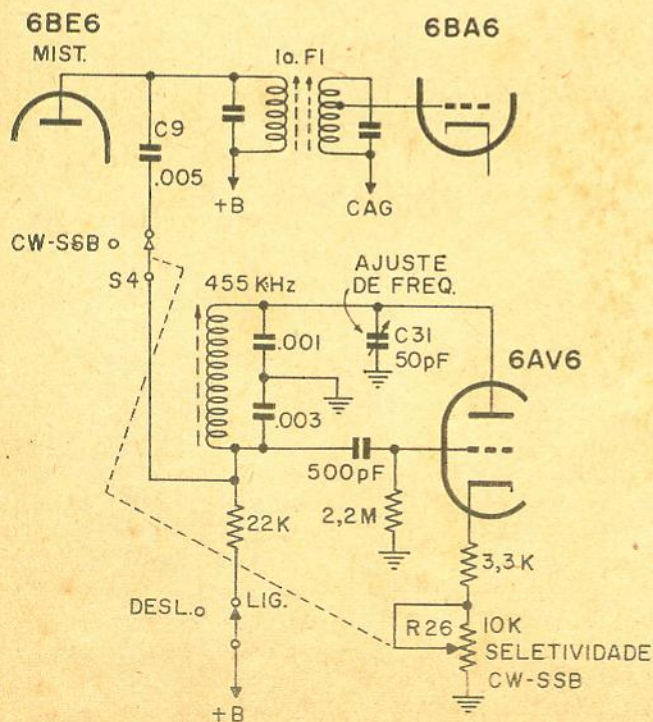 6BE6
MIST.
1a. FI
6BA6
C9
.005
+B
CAG
CW-SSB
S4
455 KHz
AJUSTE
DE FREQ.
.001
C31
50pF
6AV6
.003
500pF
2,2M
22K
3,3K
DESL.
LIG.
R26
10K
SELETIVIDADE
CW-SSB
+B